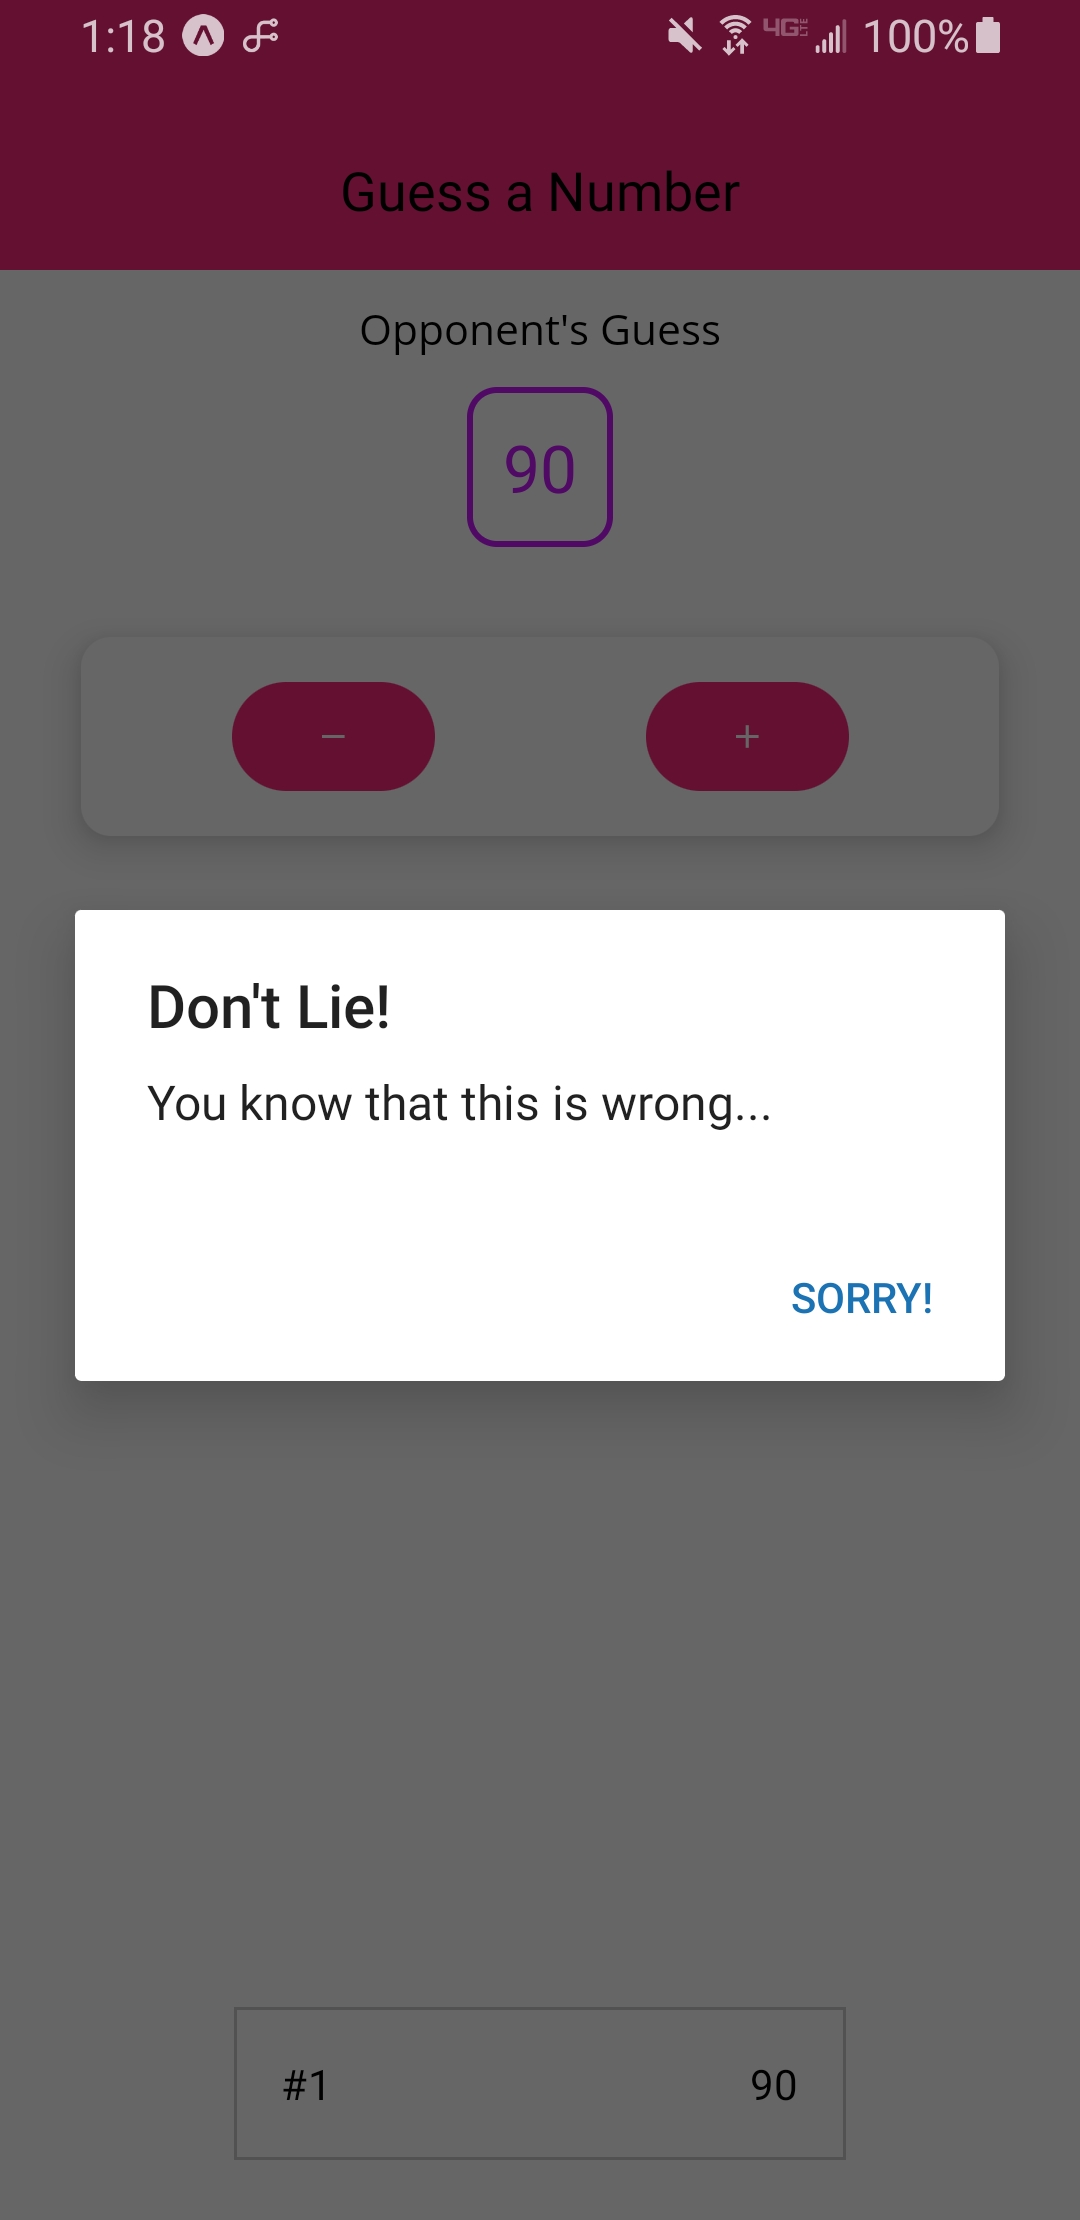 1:18 4G LTE 100%
Guess a Number
Opponent's Guess
90
− +
Don't Lie!
You know that this is wrong...
SORRY!
#1 90